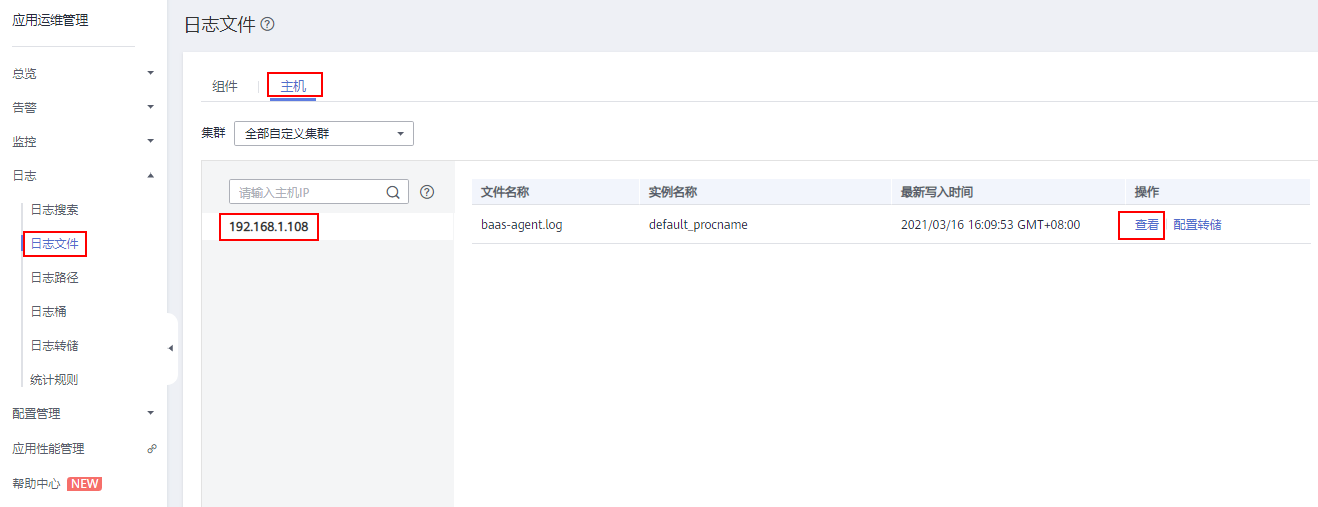 应用运维管理
总览
告警
监控
日志
日志搜索
日志文件
日志路径
日志桶
日志转储
统计规则
配置管理
应用性能管理
帮助中心 NEW
日志文件
组件 主机
集群 全部自定义集群
请输入主机IP
192.168.1.108
文件名称 实例名称 最新写入时间 操作
baas-agent.log default_procname 2021/03/16 16:09:53 GMT+08:00 查看 配置转储